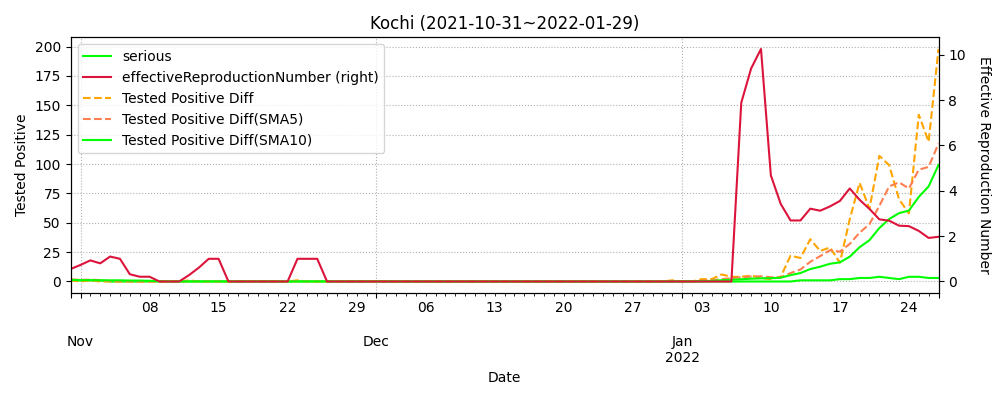 Kochi (2021-10-31~2022-01-29)
serious
effectiveReproductionNumber (right)
Tested Positive Diff
Tested Positive Diff(SMA5)
Tested Positive Diff(SMA10)
Tested Positive
200
175
150
125
100
75
50
25
0
10
8
6
4
2
0
Effective Reproduction Number
08 15 22 29 06 13 20 27 03 10 17 24
Nov Dec Jan
2022
Date